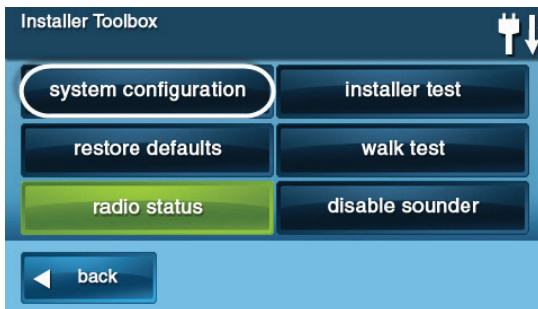 Installer Toolbox
system configuration
installer test
restore defaults
walk test
radio status
disable sounder
back